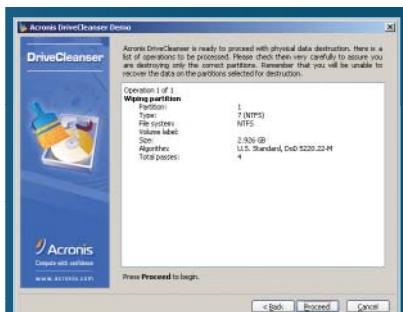 Acronis DriveCleanser Demo
DriveCleanser
Acronis DriveCleanser is ready to proceed with physical data destruction. Here is a
list of operations to be processed. Please check them very carefully to assure you
are destroying only the correct partitions. Remember that you will be unable to
recover the data on the partitions selected for destruction.
Operation 1 of 1
Wiping partition
Partition: 1
Type: 7 (NTFS)
File system: NTFS
Volume label:
Size: 2.926 GB
Algorithm: U.S. Standard, DoD 5220.22-M
Total passes: 4
Acronis
Compute with confidence
www.acronis.com
Press Proceed to begin.
< Back
Proceed
Cancel